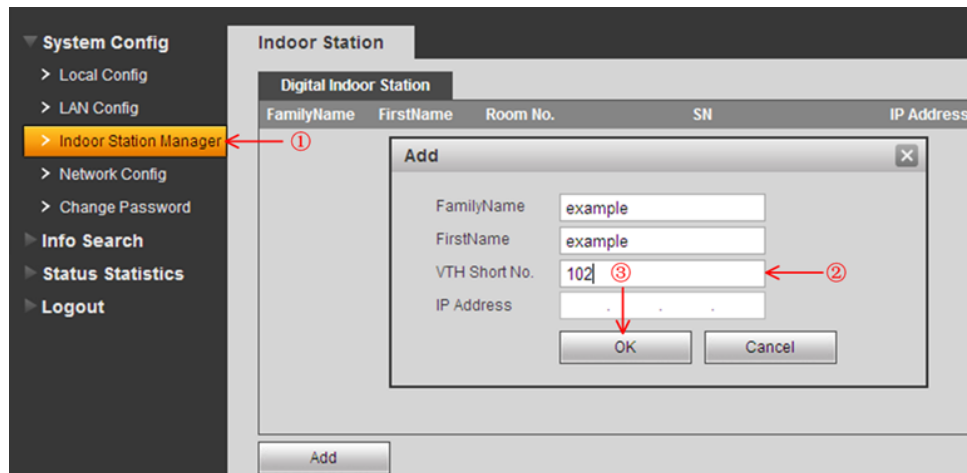 System Config
> Local Config
> LAN Config
> Indoor Station Manager
> Network Config
> Change Password
Info Search
Status Statistics
Logout
Indoor Station
Digital Indoor Station
FamilyName FirstName Room No. SN IP Address
①
Add
FamilyName example
FirstName example
VTH Short No. 102 ③ ②
IP Address . . .
OK Cancel
Add